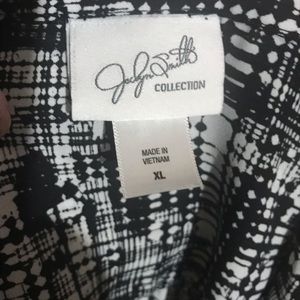 Jaclyn Smith
COLLECTION
MADE IN
VIETNAM
XL